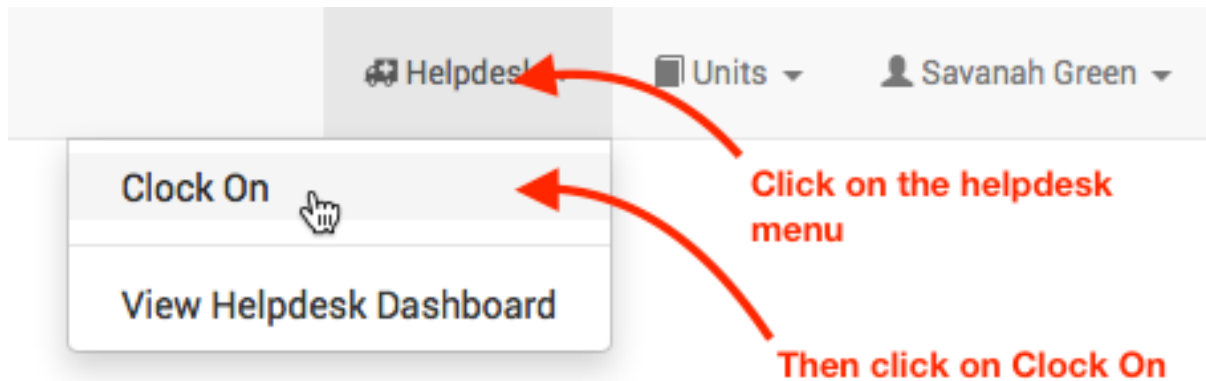 Helpdesk Units Savanah Green
Clock On
Click on the helpdesk
menu
View Helpdesk Dashboard
Then click on Clock On